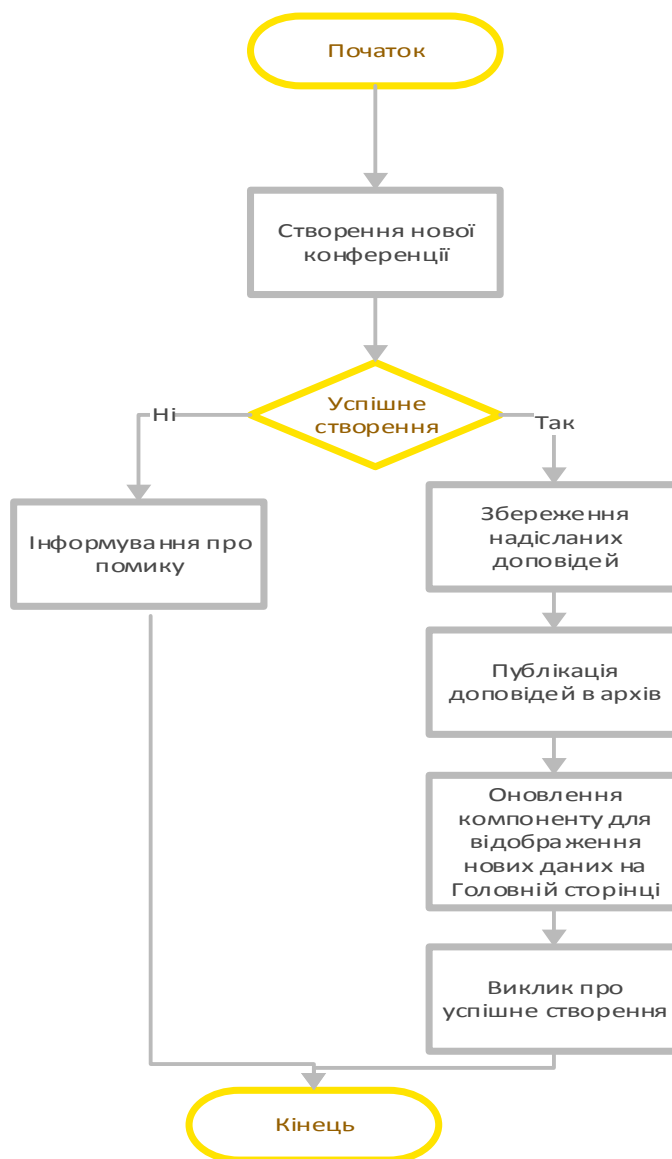 Початок
Створення нової
конференції
Успішне
створення
Ні
Так
Інформування про
помику
Збереження
надісланих
доповідей
Публікація
доповідей в архів
Оновлення
компоненту для
відображення
нових даних на
Головній сторінці
Виклик про
успішне створення
Кінець